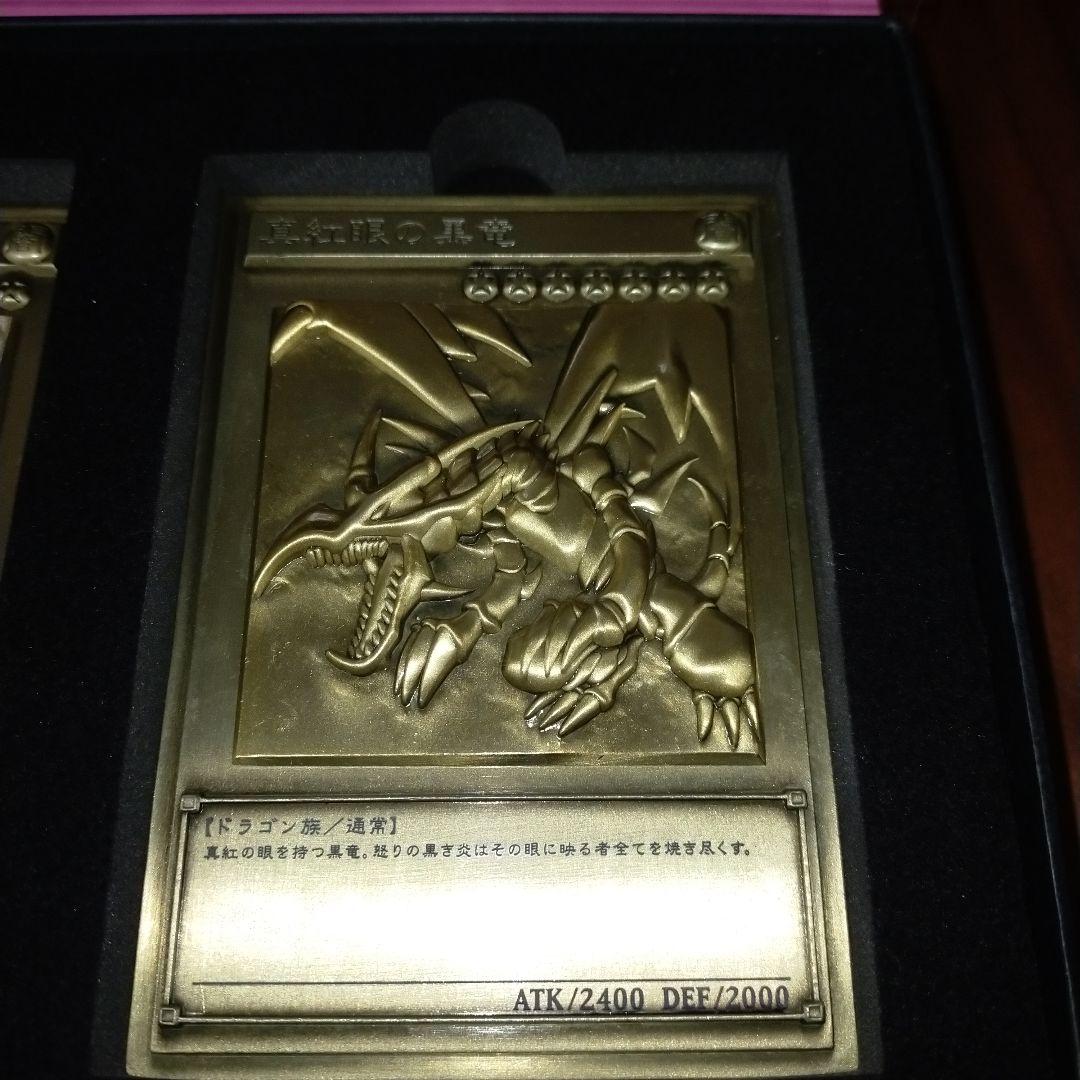 真紅眼の黒竜
闇
【ドラゴン族/通常】
真紅の眼を持つ黒竜。怒りの黒き炎はその眼に映る者全てを焼き尽くす。
ATK/2400 DEF/2000